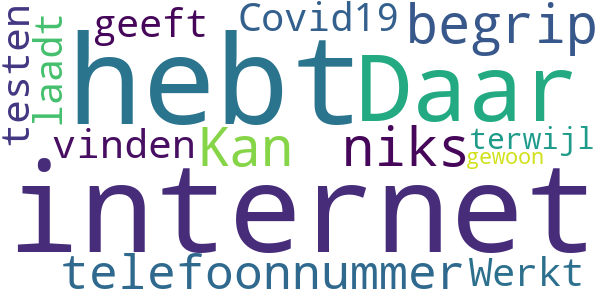 testen
laadt
geeft
Covid19
begrip
hebt
Daar
vinden
Kan
niks
terwijl
gewoon
internet
telefoonnummer
Werkt